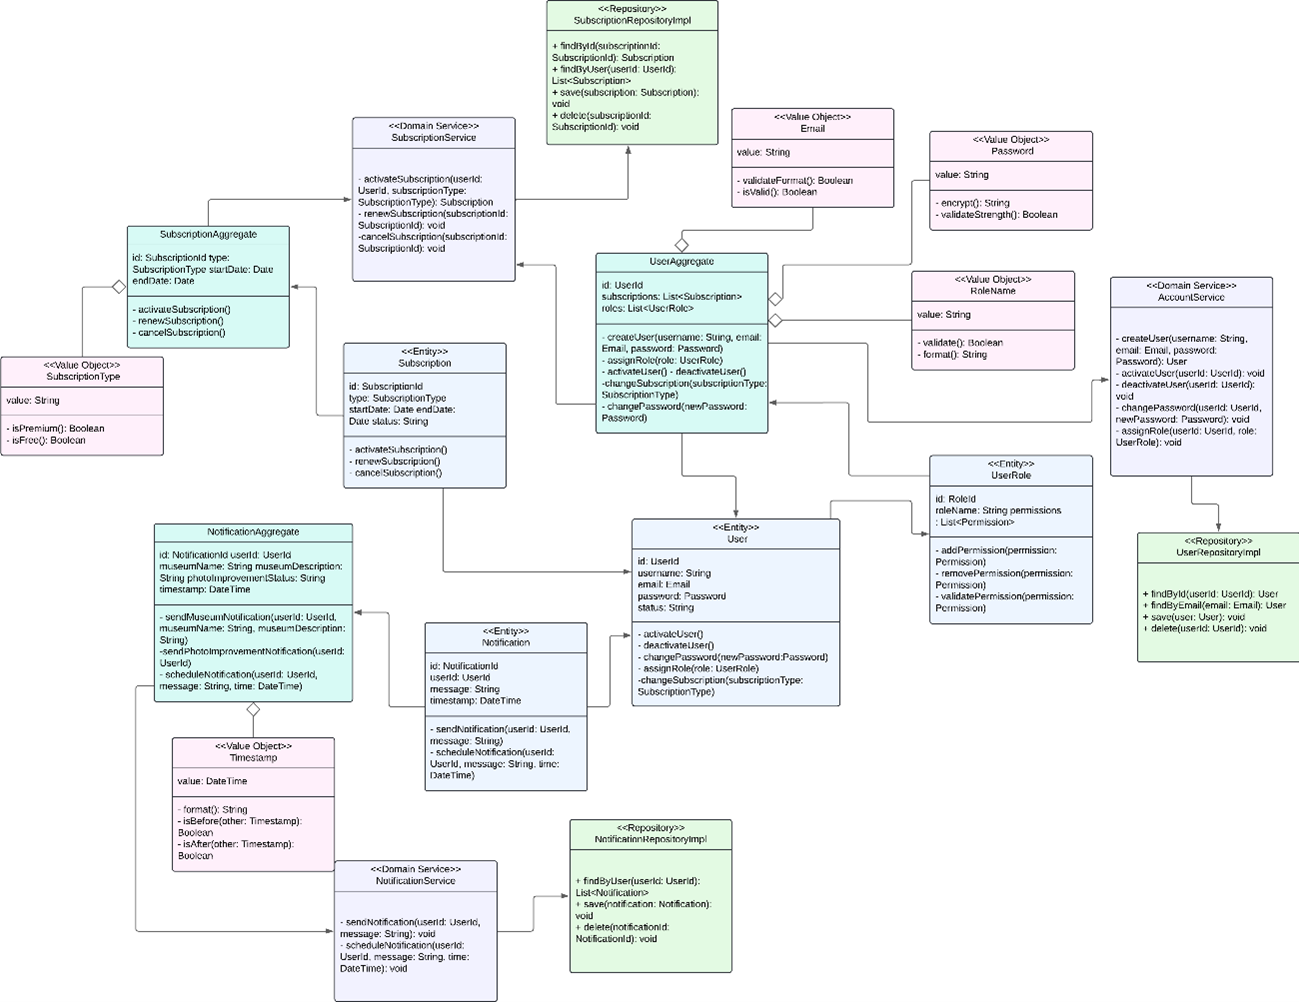 <<Repository>>
SubscriptionRepositoryImpl
+ findById(subscriptionId:
SubscriptionId): Subscription
+ findByUser(userId: UserId):
List<Subscription>
+ save(subscription: Subscription):
void
+ delete(subscriptionId:
SubscriptionId): void
<<Domain Service>>
SubscriptionService
- activateSubscription(userId:
UserId, subscriptionType:
SubscriptionType): Subscription
- renewSubscription(subscriptionId:
SubscriptionId): void
-cancelSubscription(subscriptionId:
SubscriptionId): void
<<Value Object>>
Email
value: String
- validateFormat(): Boolean
- isValid(): Boolean
<<Value Object>>
Password
value: String
- encrypt(): String
- validateStrength(): Boolean
SubscriptionAggregate
id: SubscriptionId type:
SubscriptionType startDate: Date
endDate: Date
- activateSubscription()
- renewSubscription()
- cancelSubscription()
UserAggregate
id: UserId
subscriptions: List<Subscription>
roles: List<UserRole>
- createUser(username: String, email:
Email, password: Password)
- assignRole(role: UserRole)
- activateUser() - deactivateUser()
-changeSubscription(subscriptionType:
SubscriptionType)
- changePassword(newPassword:
Password)
<<Value Object>>
RoleName
value: String
- validate(): Boolean
- format(): String
<<Domain Service>>
AccountService
- createUser(username: String,
email: Email, password:
Password): User
- activateUser(userId: UserId): void
- deactivateUser(userId: UserId):
void
- changePassword(userId: UserId,
newPassword: Password): void
- assignRole(userId: UserId, role:
UserRole): void
<<Value Object>>
SubscriptionType
value: String
- isPremium(): Boolean
- isFree(): Boolean
<<Entity>>
Subscription
id: SubscriptionId
type: SubscriptionType
startDate: Date endDate:
Date status: String
- activateSubscription()
- renewSubscription()
- cancelSubscription()
<<Entity>>
UserRole
id: RoleId
roleName: String permissions
: List<Permission>
- addPermission(permission:
Permission)
- removePermission(permission:
Permission)
- validatePermission(permission:
Permission)
NotificationAggregate
id: NotificationId userId: UserId
museumName: String museumDescription:
String photoImprovementStatus: String
timestamp: DateTime
- sendMuseumNotification(userId: UserId,
museumName: String, museumDescription:
String)
-sendPhotoImprovementNotification(userId:
UserId)
- scheduleNotification(userId: UserId,
message: String, time: DateTime)
<<Entity>>
User
id: UserId
username: String
email: Email
password: Password
status: String
- activateUser()
- deactivateUser()
- changePassword(newPassword:Password)
- assignRole(role: UserRole)
-changeSubscription(subscriptionType:
SubscriptionType)
<<Repository>>
UserRepositoryImpl
+ findById(userId: UserId): User
+ findByEmail(email: Email): User
+ save(user: User): void
+ delete(userId: UserId): void
<<Entity>>
Notification
id: NotificationId
userId: UserId
message: String
timestamp: DateTime
- sendNotification(userId: UserId,
message: String)
- scheduleNotification(userId:
UserId, message: String, time:
DateTime)
<<Value Object>>
Timestamp
value: DateTime
- format(): String
- isBefore(other: Timestamp):
Boolean
- isAfter(other: Timestamp):
Boolean
<<Domain Service>>
NotificationService
- sendNotification(userId: UserId,
message: String): void
- scheduleNotification(userId:
UserId, message: String, time:
DateTime): void
<<Repository>>
NotificationRepositoryImpl
+ findByUser(userId: UserId):
List<Notification>
+ save(notification: Notification):
void
+ delete(notificationId:
NotificationId): void